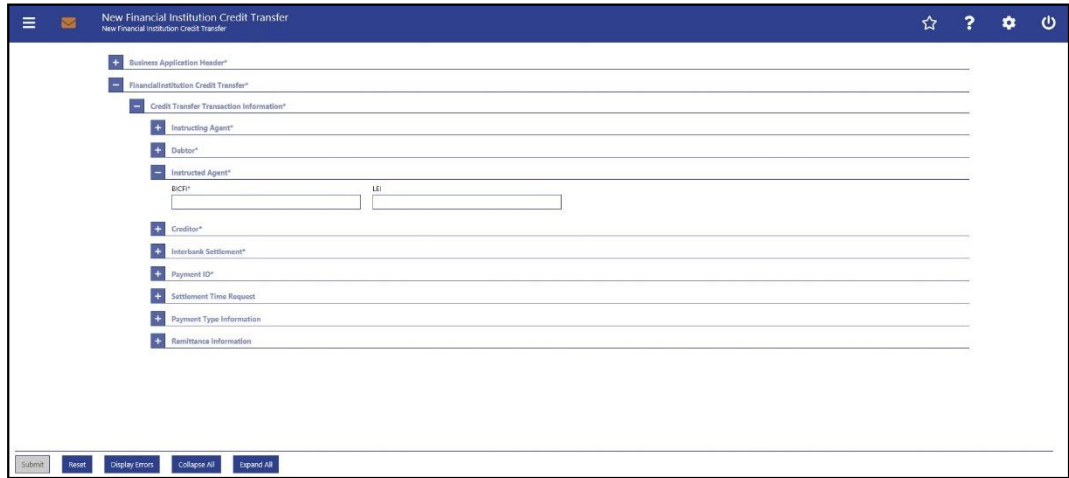 New Financial Institution Credit Transfer
New Financial Institution Credit Transfer
?
+ Business Application Header*
− FinancialInstitution Credit Transfer*
− Credit Transfer Transaction Information*
+ Instructing Agent*
+ Debtor*
− Instructed Agent*
BICFI* LEI
+ Creditor*
+ Interbank Settlement*
+ Payment ID*
+ Settlement Time Request
+ Payment Type Information
+ Remittance Information
Submit Reset Display Errors Collapse All Expand All